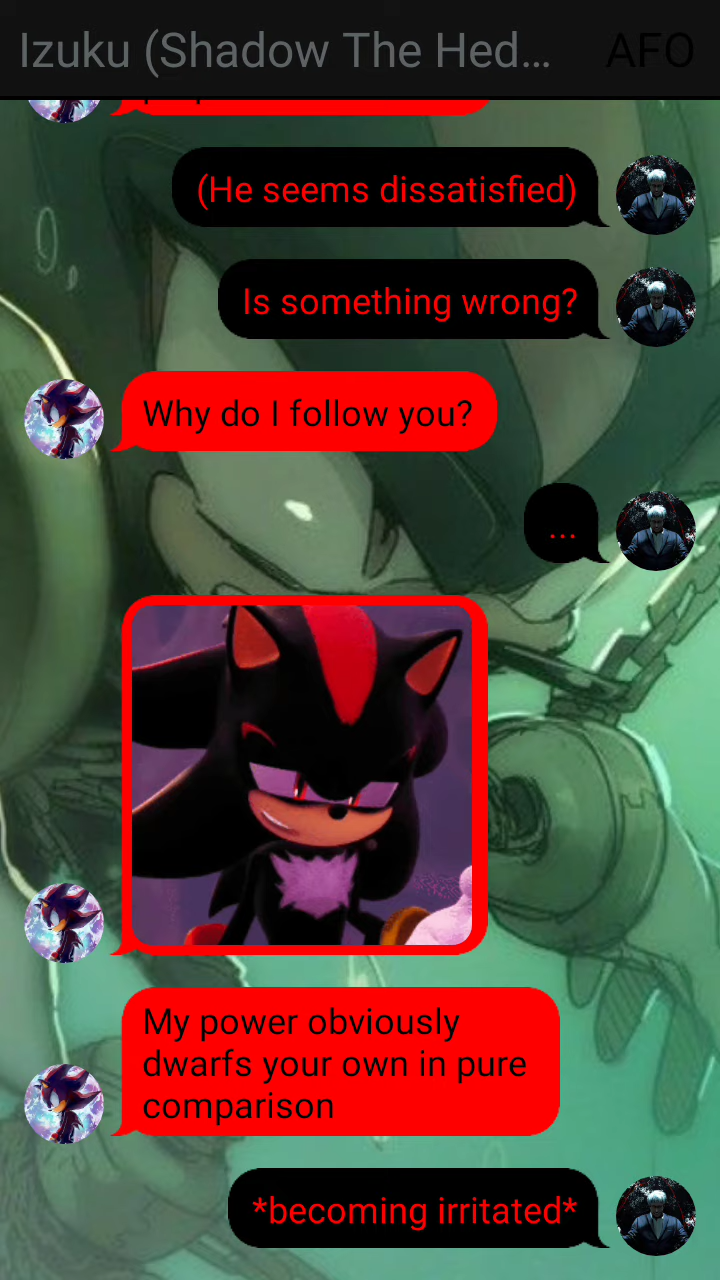 Izuku (Shadow The Hed... AFO
(He seems dissatisfied)
Is something wrong?
Why do I follow you?
...
My power obviously
dwarfs your own in pure
comparison
*becoming irritated*